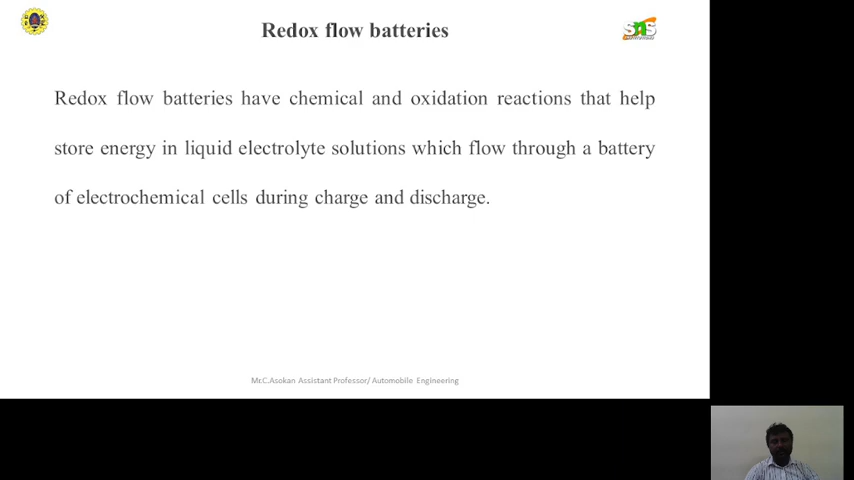 Redox flow batteries
SNS
Redox flow batteries have chemical and oxidation reactions that help
store energy in liquid electrolyte solutions which flow through a battery
of electrochemical cells during charge and discharge.
Mr.C.Asokan Assistant Professor/ Automobile Engineering